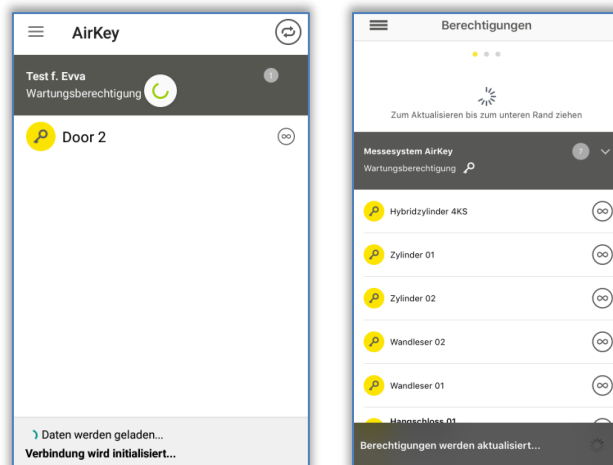 AirKey
Test f. Evva
1
Wartungsberechtigung
Door 2
Daten werden geladen...
Verbindung wird initialisiert...
Berechtigungen
Zum Aktualisieren bis zum unteren Rand ziehen
Messesystem AirKey
7
Wartungsberechtigung
Hybridzylinder 4KS
Zylinder 01
Zylinder 02
Wandleser 02
Wandleser 01
Hangschloss 01
Berechtigungen werden aktualisiert...